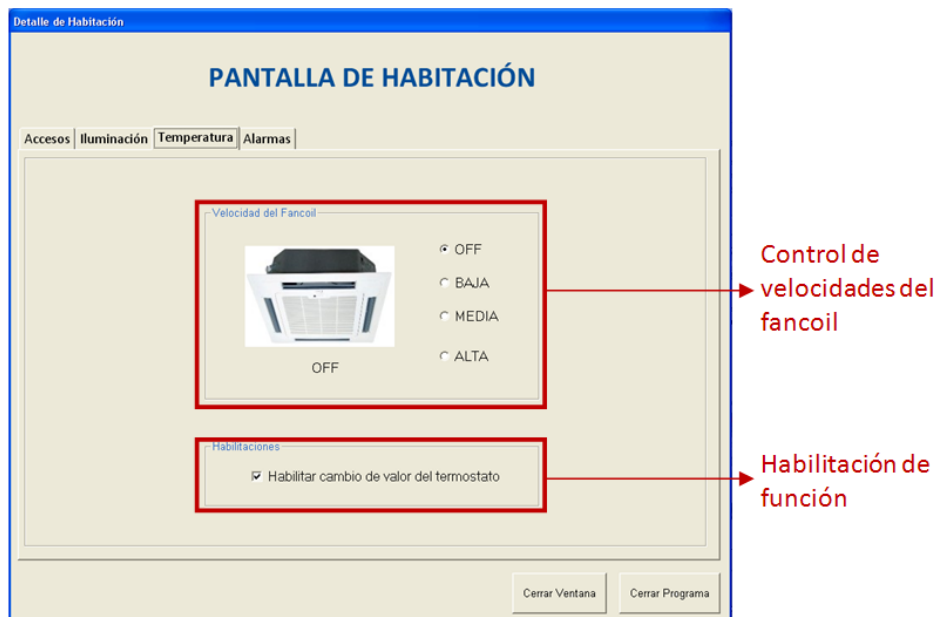 Detalle de Habitación
PANTALLA DE HABITACIÓN
Accesos Iluminación Temperatura Alarmas
Velocidad del Fancoil
OFF
BAJA
MEDIA
ALTA
OFF
Habilitaciones
Habilitar cambio de valor del termostato
Cerrar Ventana Cerrar Programa
Control de
velocidades del
fancoil
Habilitación de
función